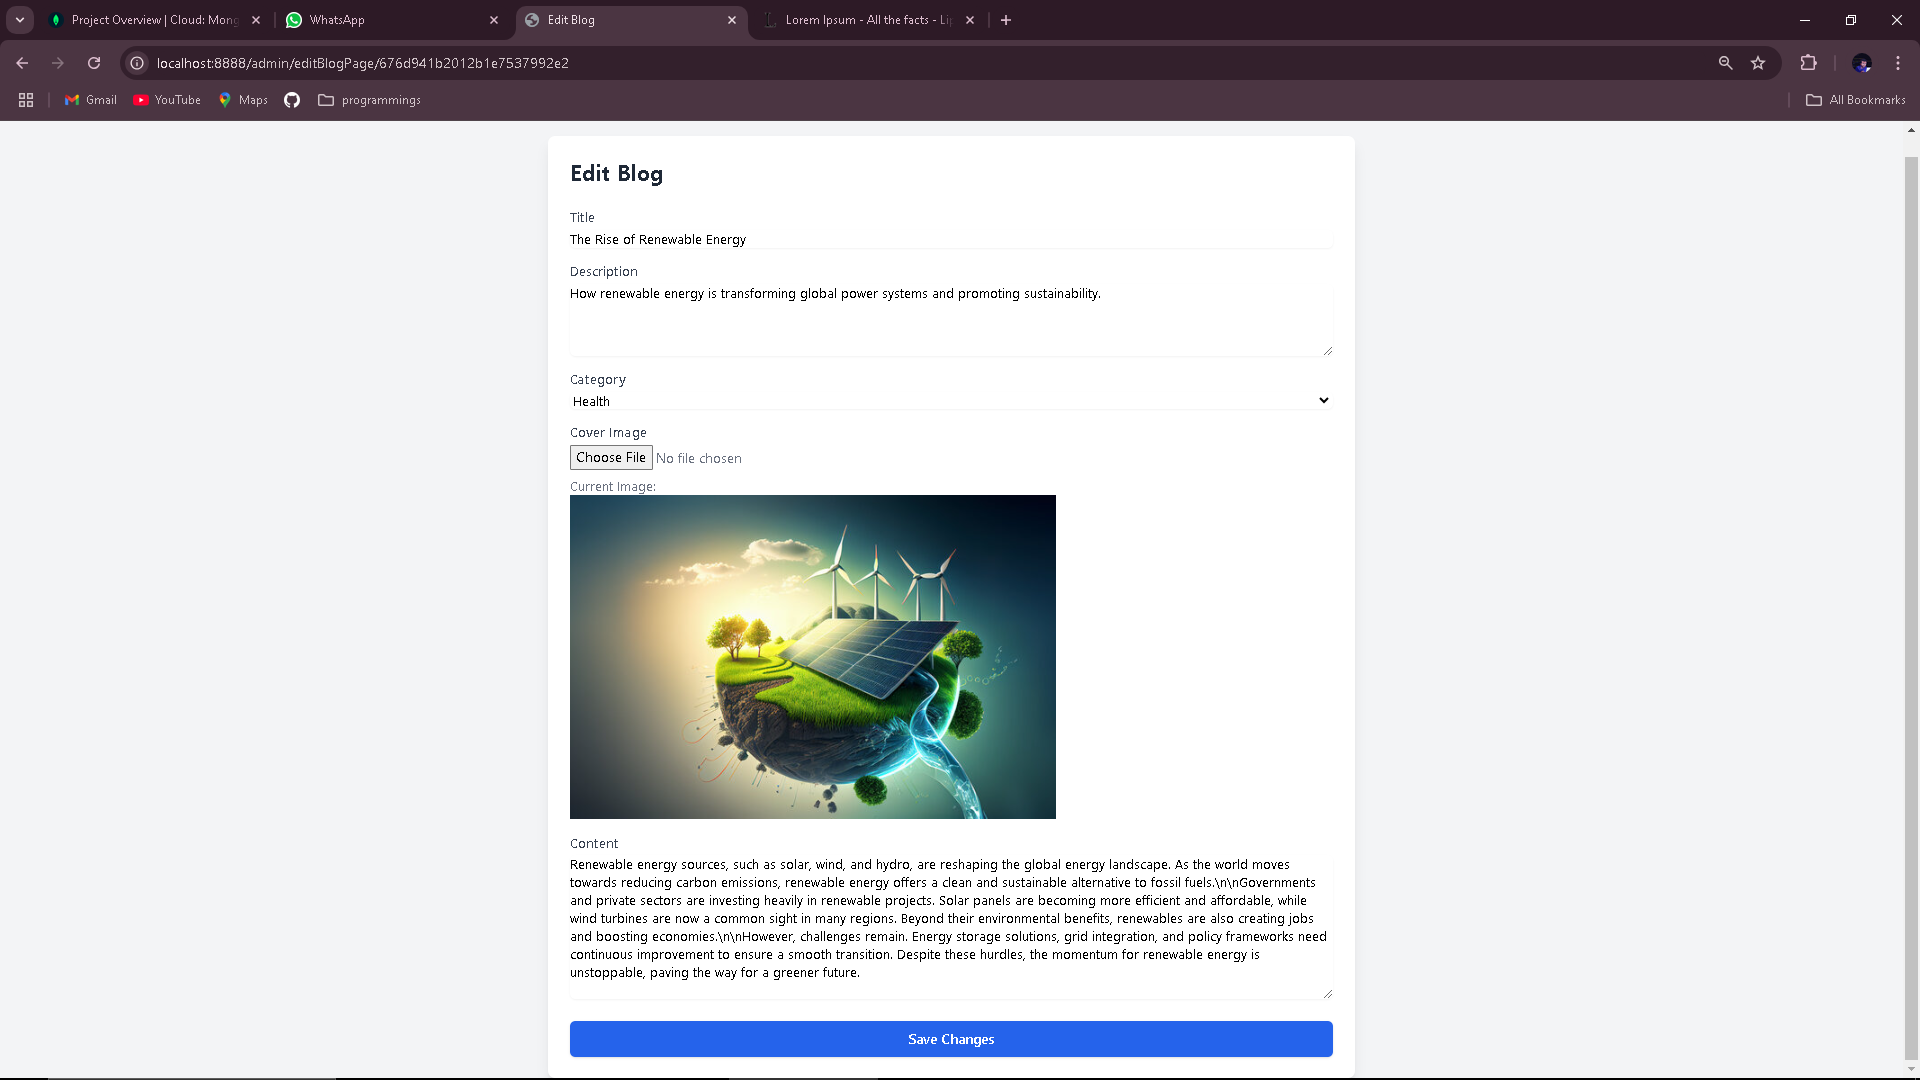 Project Overview | Cloud: Mong
WhatsApp
Edit Blog
Lorem Ipsum - All the facts - Lip
localhost:8888/admin/editBlogPage/676d941b2012b1e7537992e2
Gmail
YouTube
Maps
programmings
All Bookmarks
Edit Blog
Title
The Rise of Renewable Energy
Description
How renewable energy is transforming global power systems and promoting sustainability.
Category
Health
Cover Image
Choose File No file chosen
Current Image:
Content
Renewable energy sources, such as solar, wind, and hydro, are reshaping the global energy landscape. As the world moves
towards reducing carbon emissions, renewable energy offers a clean and sustainable alternative to fossil fuels.\n\nGovernments
and private sectors are investing heavily in renewable projects. Solar panels are becoming more efficient and affordable, while
wind turbines are now a common sight in many regions. Beyond their environmental benefits, renewables are also creating jobs
and boosting economies.\n\nHowever, challenges remain. Energy storage solutions, grid integration, and policy frameworks need
continuous improvement to ensure a smooth transition. Despite these hurdles, the momentum for renewable energy is
unstoppable, paving the way for a greener future.
Save Changes